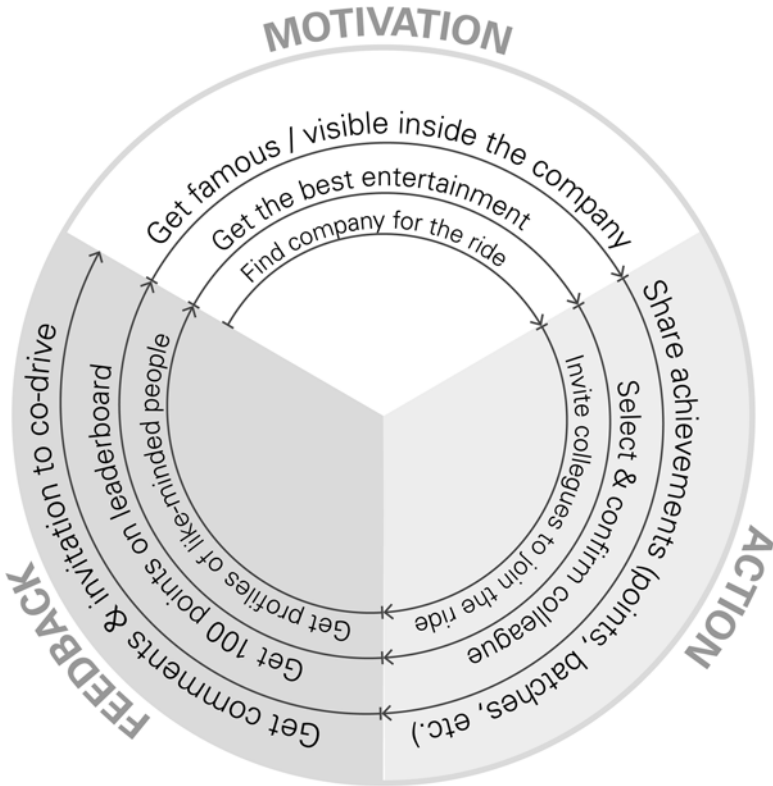 MOTIVATION
Get famous / visible inside the company
Get the best entertainment
Find company for the ride
ACTION
Share achievements (points, batches, etc.)
Select & confirm colleague
Invite collegues to join the ride
FEEDBACK
Get comments & invitation to co-drive
Get 100 points on leaderboard
Get profiles of like-minded people